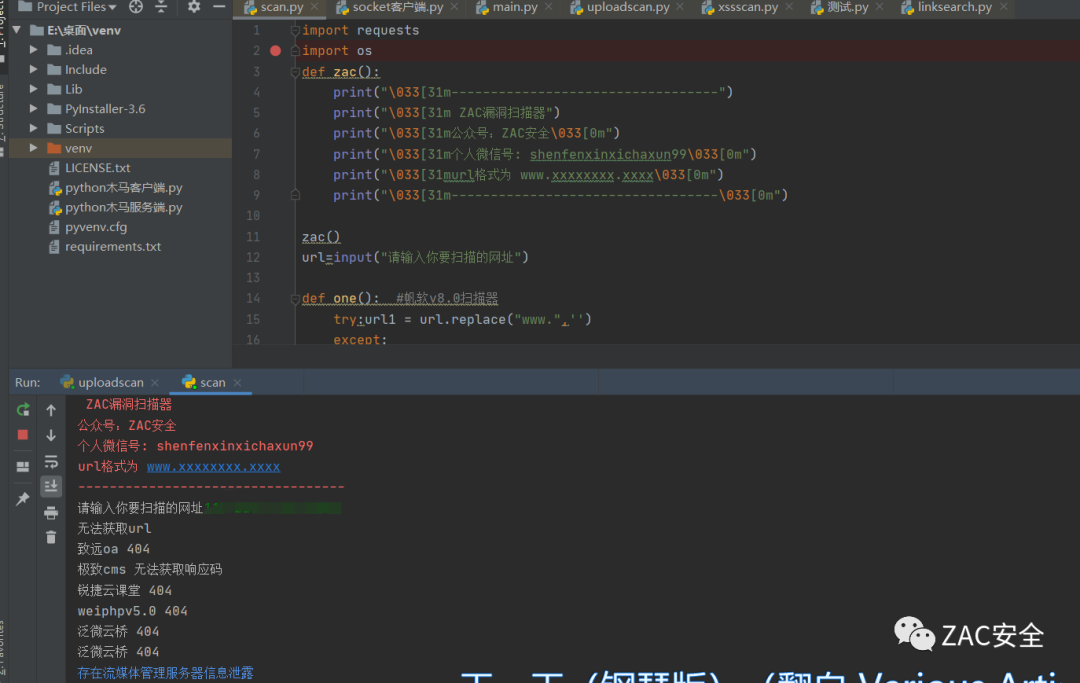 Project Files
scan.py
socket客户端.py
main.py
uploadscan.py
xssscan.py
测试.py
linksearch.py
E:\桌面\venv
.idea
Include
Lib
PyInstaller-3.6
Scripts
venv
LICENSE.txt
python木马客户端.py
python木马服务端.py
pyvenv.cfg
requirements.txt
1 import requests
2 import os
3 def zac():
4 print("\033[31m----------------------------------")
5 print("\033[31m ZAC漏洞扫描器")
6 print("\033[31m公众号：ZAC安全\033[0m")
7 print("\033[31m个人微信号: shenfenxinxichaxun99\033[0m")
8 print("\033[31murl格式为 www.xxxxxxxx.xxxx\033[0m")
9 print("\033[31m----------------------------------\033[0m")
10
11 zac()
12 url=input("请输入你要扫描的网址")
13
14 def one(): #帆软v8.0扫描器
15 try:url1 = url.replace("www.",'')
16 except:
Run:
uploadscan
scan
ZAC漏洞扫描器
公众号：ZAC安全
个人微信号: shenfenxinxichaxun99
url格式为 www.xxxxxxxx.xxxx
----------------------------------
请输入你要扫描的网址
无法获取url
致远oa 404
极致cms 无法获取响应码
锐捷云课堂 404
weiphpv5.0 404
泛微云桥 404
泛微云桥 404
存在流媒体管理服务器信息泄露
ZAC安全